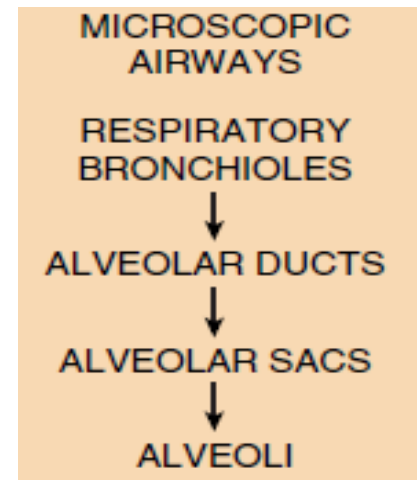 MICROSCOPIC
AIRWAYS
RESPIRATORY
BRONCHIOLES
ALVEOLAR DUCTS
ALVEOLAR SACS
ALVEOLI